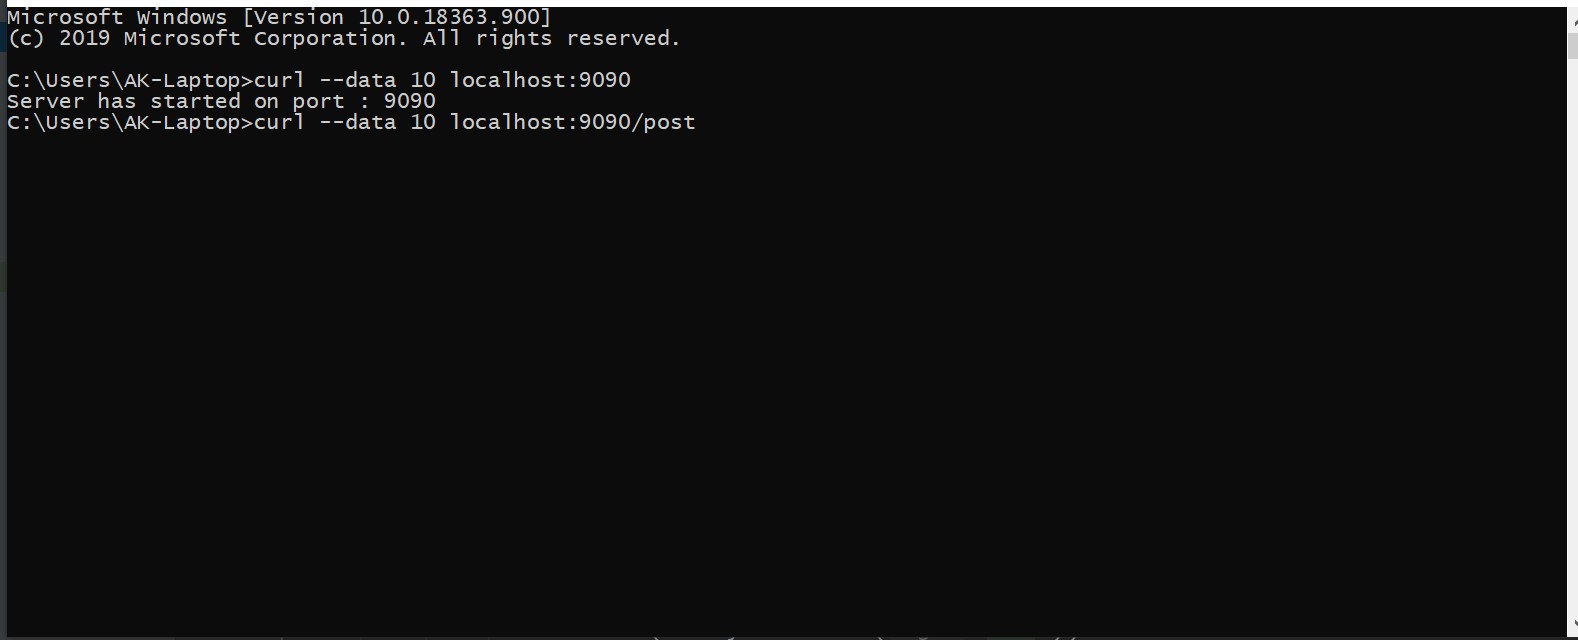 Microsoft Windows [Version 10.0.18363.900]
(c) 2019 Microsoft Corporation. All rights reserved.
C:\Users\AK-Laptop>curl --data 10 localhost:9090
Server has started on port : 9090
C:\Users\AK-Laptop>curl --data 10 localhost:9090/post